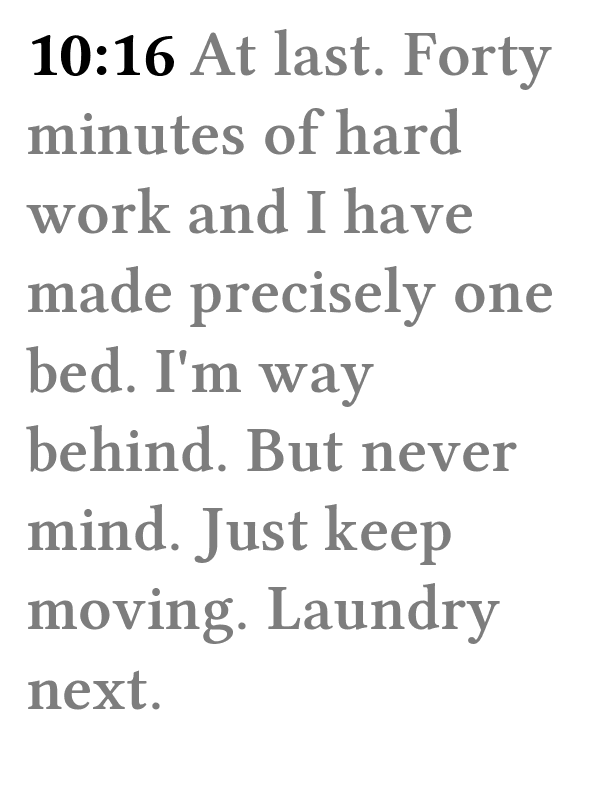 10:16 At last. Forty
minutes of hard
work and I have
made precisely one
bed. I'm way
behind. But never
mind. Just keep
moving. Laundry
next.